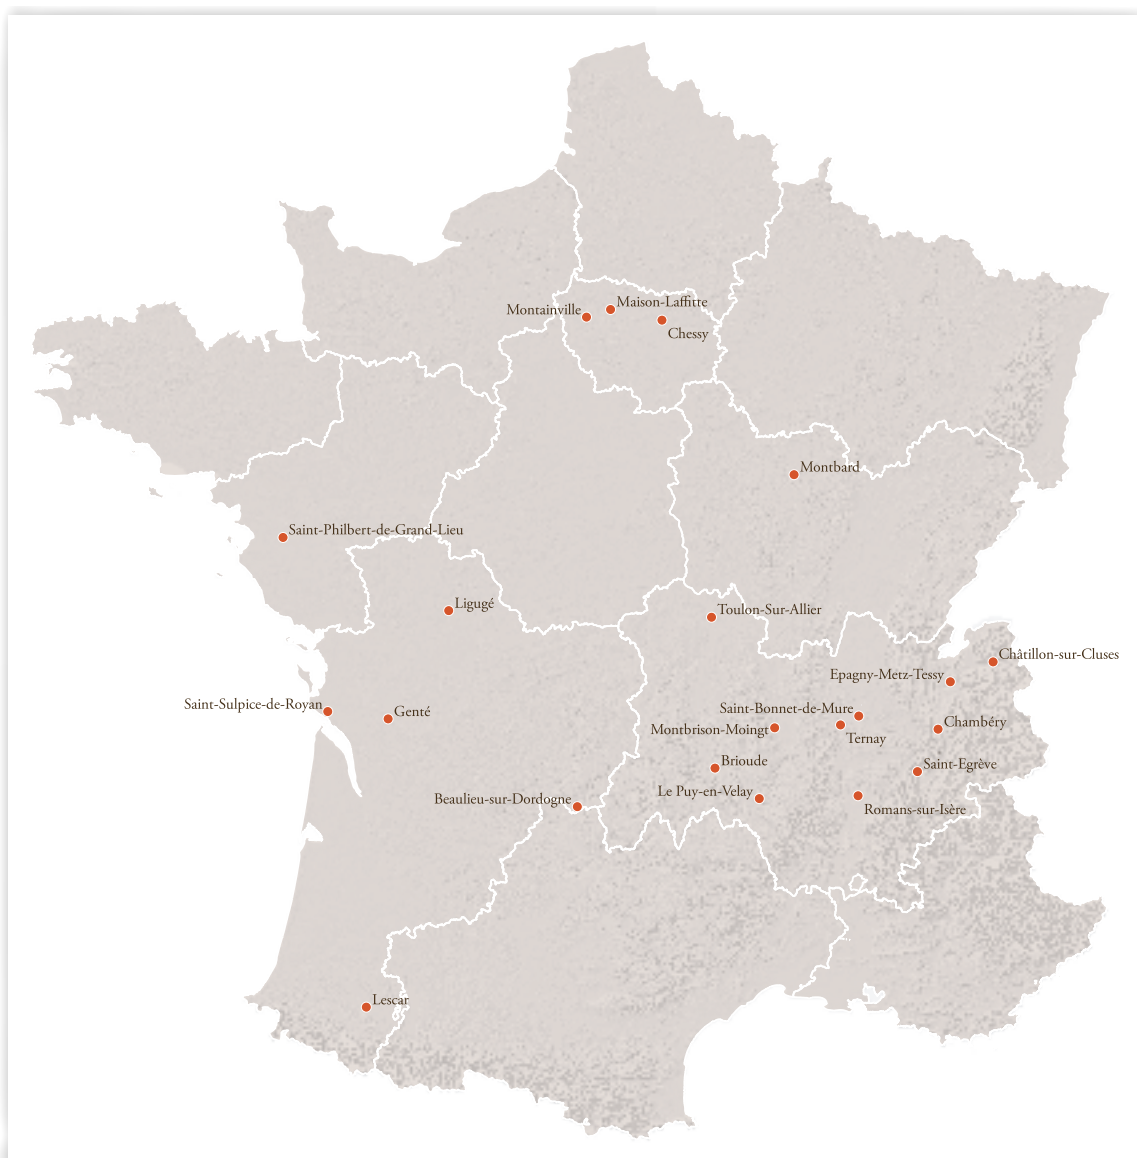 Maison-Laffitte
Montainville
Chessy
Montbard
Saint-Philbert-de-Grand-Lieu
Ligugé
Toulon-Sur-Allier
Châtillon-sur-Cluses
Epagny-Metz-Tessy
Saint-Sulpice-de-Royan
Genté
Saint-Bonnet-de-Mure
Chambéry
Montbrison-Moingt
Ternay
Brioude
Saint-Egrève
Le Puy-en-Velay
Beaulieu-sur-Dordogne
Romans-sur-Isère
Lescar